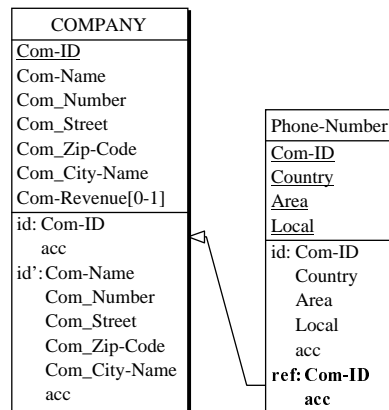 COMPANY
Com-ID
Com-Name
Com_Number
Com_Street
Com_Zip-Code
Com_City-Name
Com-Revenue[0-1]
id: Com-ID
acc
id’: Com-Name
Com_Number
Com_Street
Com_Zip-Code
Com_City-Name
acc
Phone-Number
Com-ID
Country
Area
Local
id: Com-ID
Country
Area
Local
acc
ref: Com-ID
acc